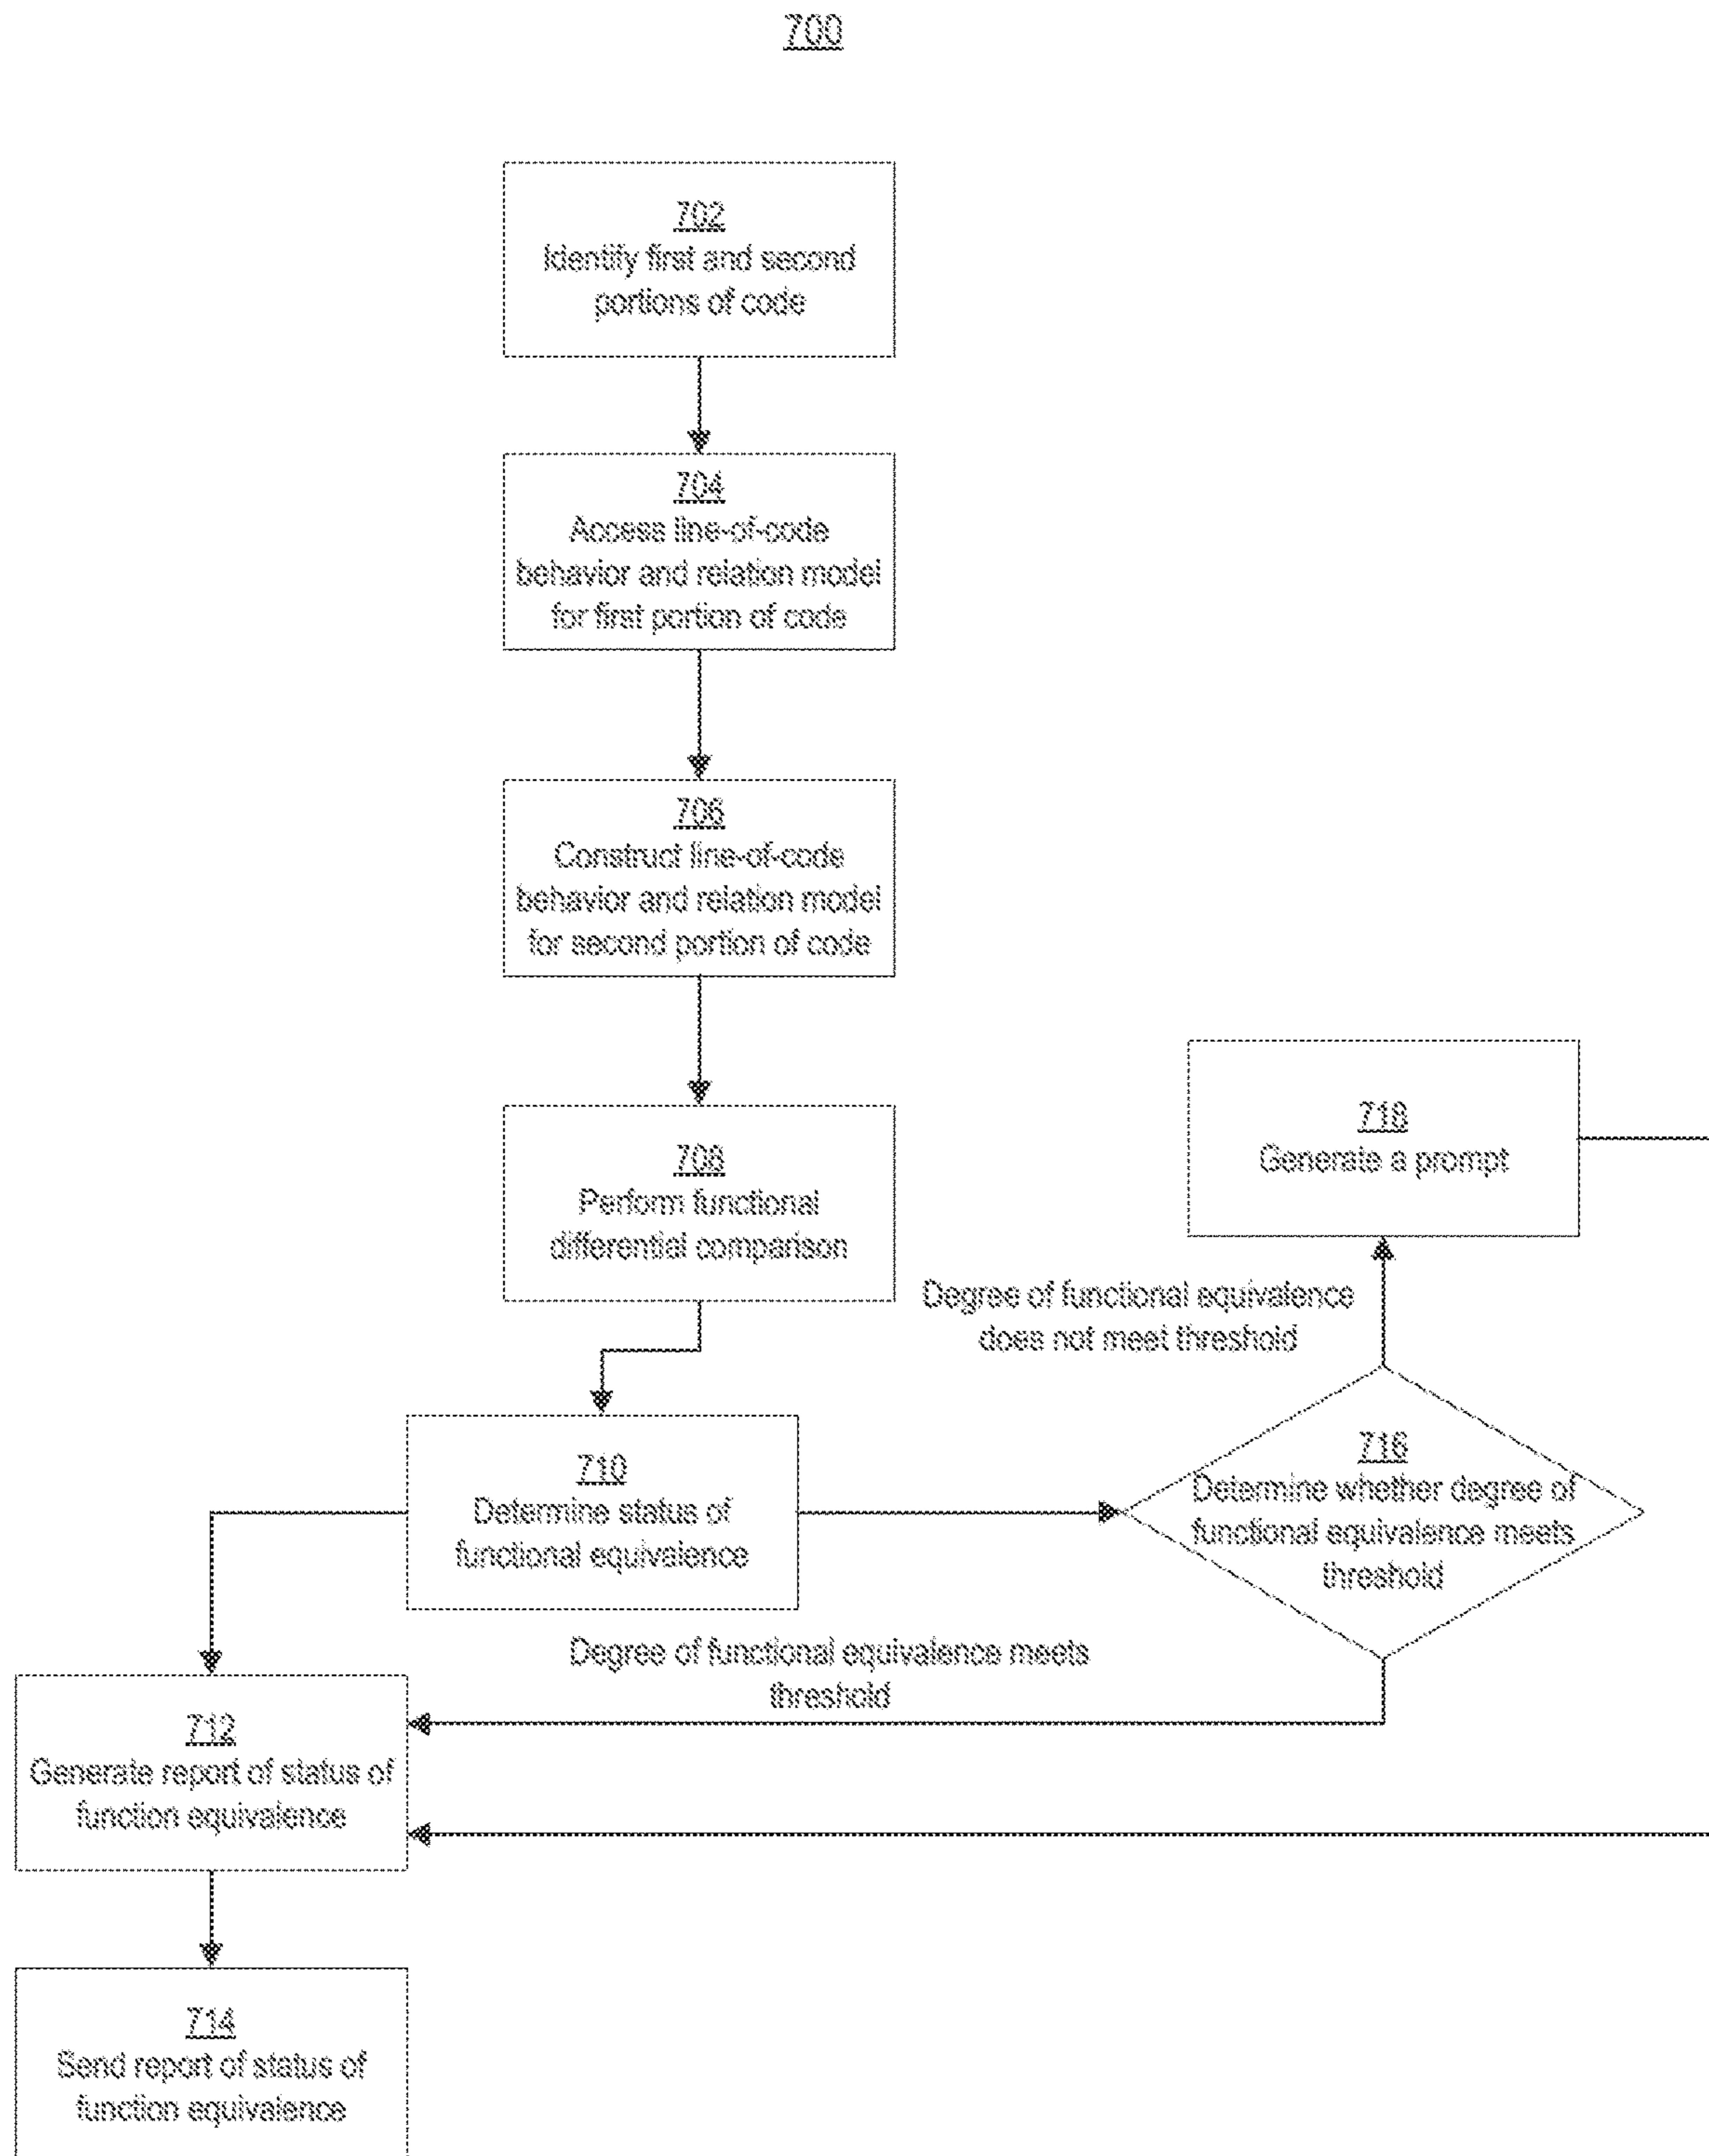 700
702
Identify first and second
portions of code
704
Access line-of-code
behavior and relation model
for first portion of code
706
Construct line-of-code
behavior and relation model
for second portion of code
708
Perform functional
differential comparison
718
Generate a prompt
Degree of functional equivalence
does not meet threshold
710
Determine status of
functional equivalence
716
Determine whether degree of
functional equivalence meets
threshold
Degree of functional equivalence meets
threshold
712
Generate report of status of
function equivalence
714
Send report of status of
function equivalence